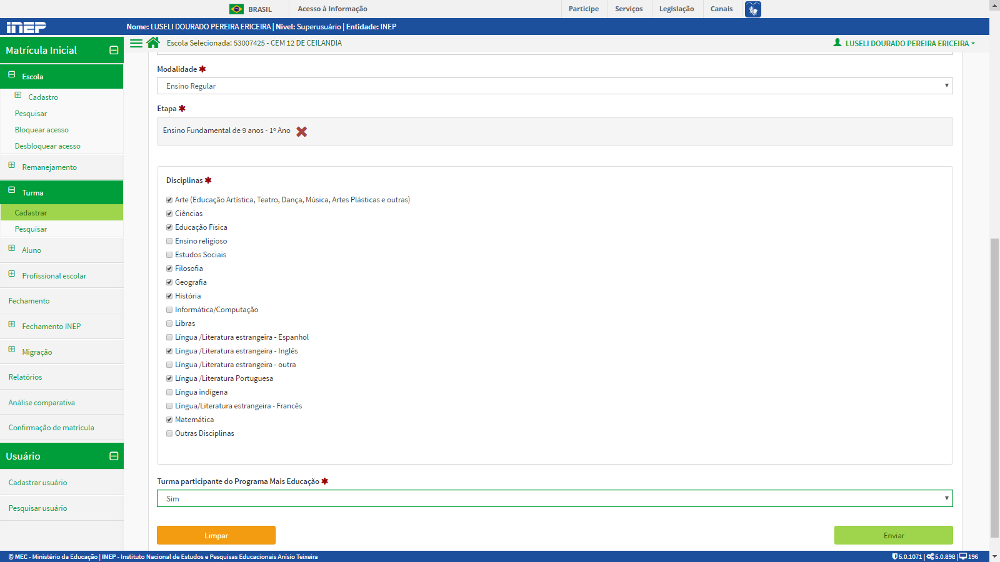 BRASIL
Acesso à Informação
Participe
Serviços
Legislação
Canais
INEP
Nome: LUSELI DOURADO PEREIRA ERICEIRA | Nível: Superusuário | Entidade: INEP
Matrícula Inicial
Escola Selecionada: 53007425 - CEM 12 DE CEILANDIA
LUSELI DOURADO PEREIRA ERICEIRA
Escola
Cadastro
Pesquisar
Bloquear acesso
Desbloquear acesso
Remanejamento
Turma
Cadastrar
Pesquisar
Aluno
Profissional escolar
Fechamento
Fechamento INEP
Migração
Relatórios
Análise comparativa
Confirmação de matrícula
Usuário
Cadastrar usuário
Pesquisar usuário
Modalidade ✱
Ensino Regular
Etapa ✱
Ensino Fundamental de 9 anos - 1º Ano
Disciplinas ✱
Arte (Educação Artística, Teatro, Dança, Música, Artes Plásticas e outras)
Ciências
Educação Física
Ensino religioso
Estudos Sociais
Filosofia
Geografia
História
Informática/Computação
Libras
Língua /Literatura estrangeira - Espanhol
Língua /Literatura estrangeira - Inglês
Língua /Literatura estrangeira - outra
Língua /Literatura Portuguesa
Língua indígena
Língua/Literatura estrangeira - Francês
Matemática
Outras Disciplinas
Turma participante do Programa Mais Educação ✱
Sim
Limpar
Enviar
© MEC - Ministério da Educação | INEP - Instituto Nacional de Estudos e Pesquisas Educacionais Anísio Teixeira
5.0.1071 | 5.0.898 | 196